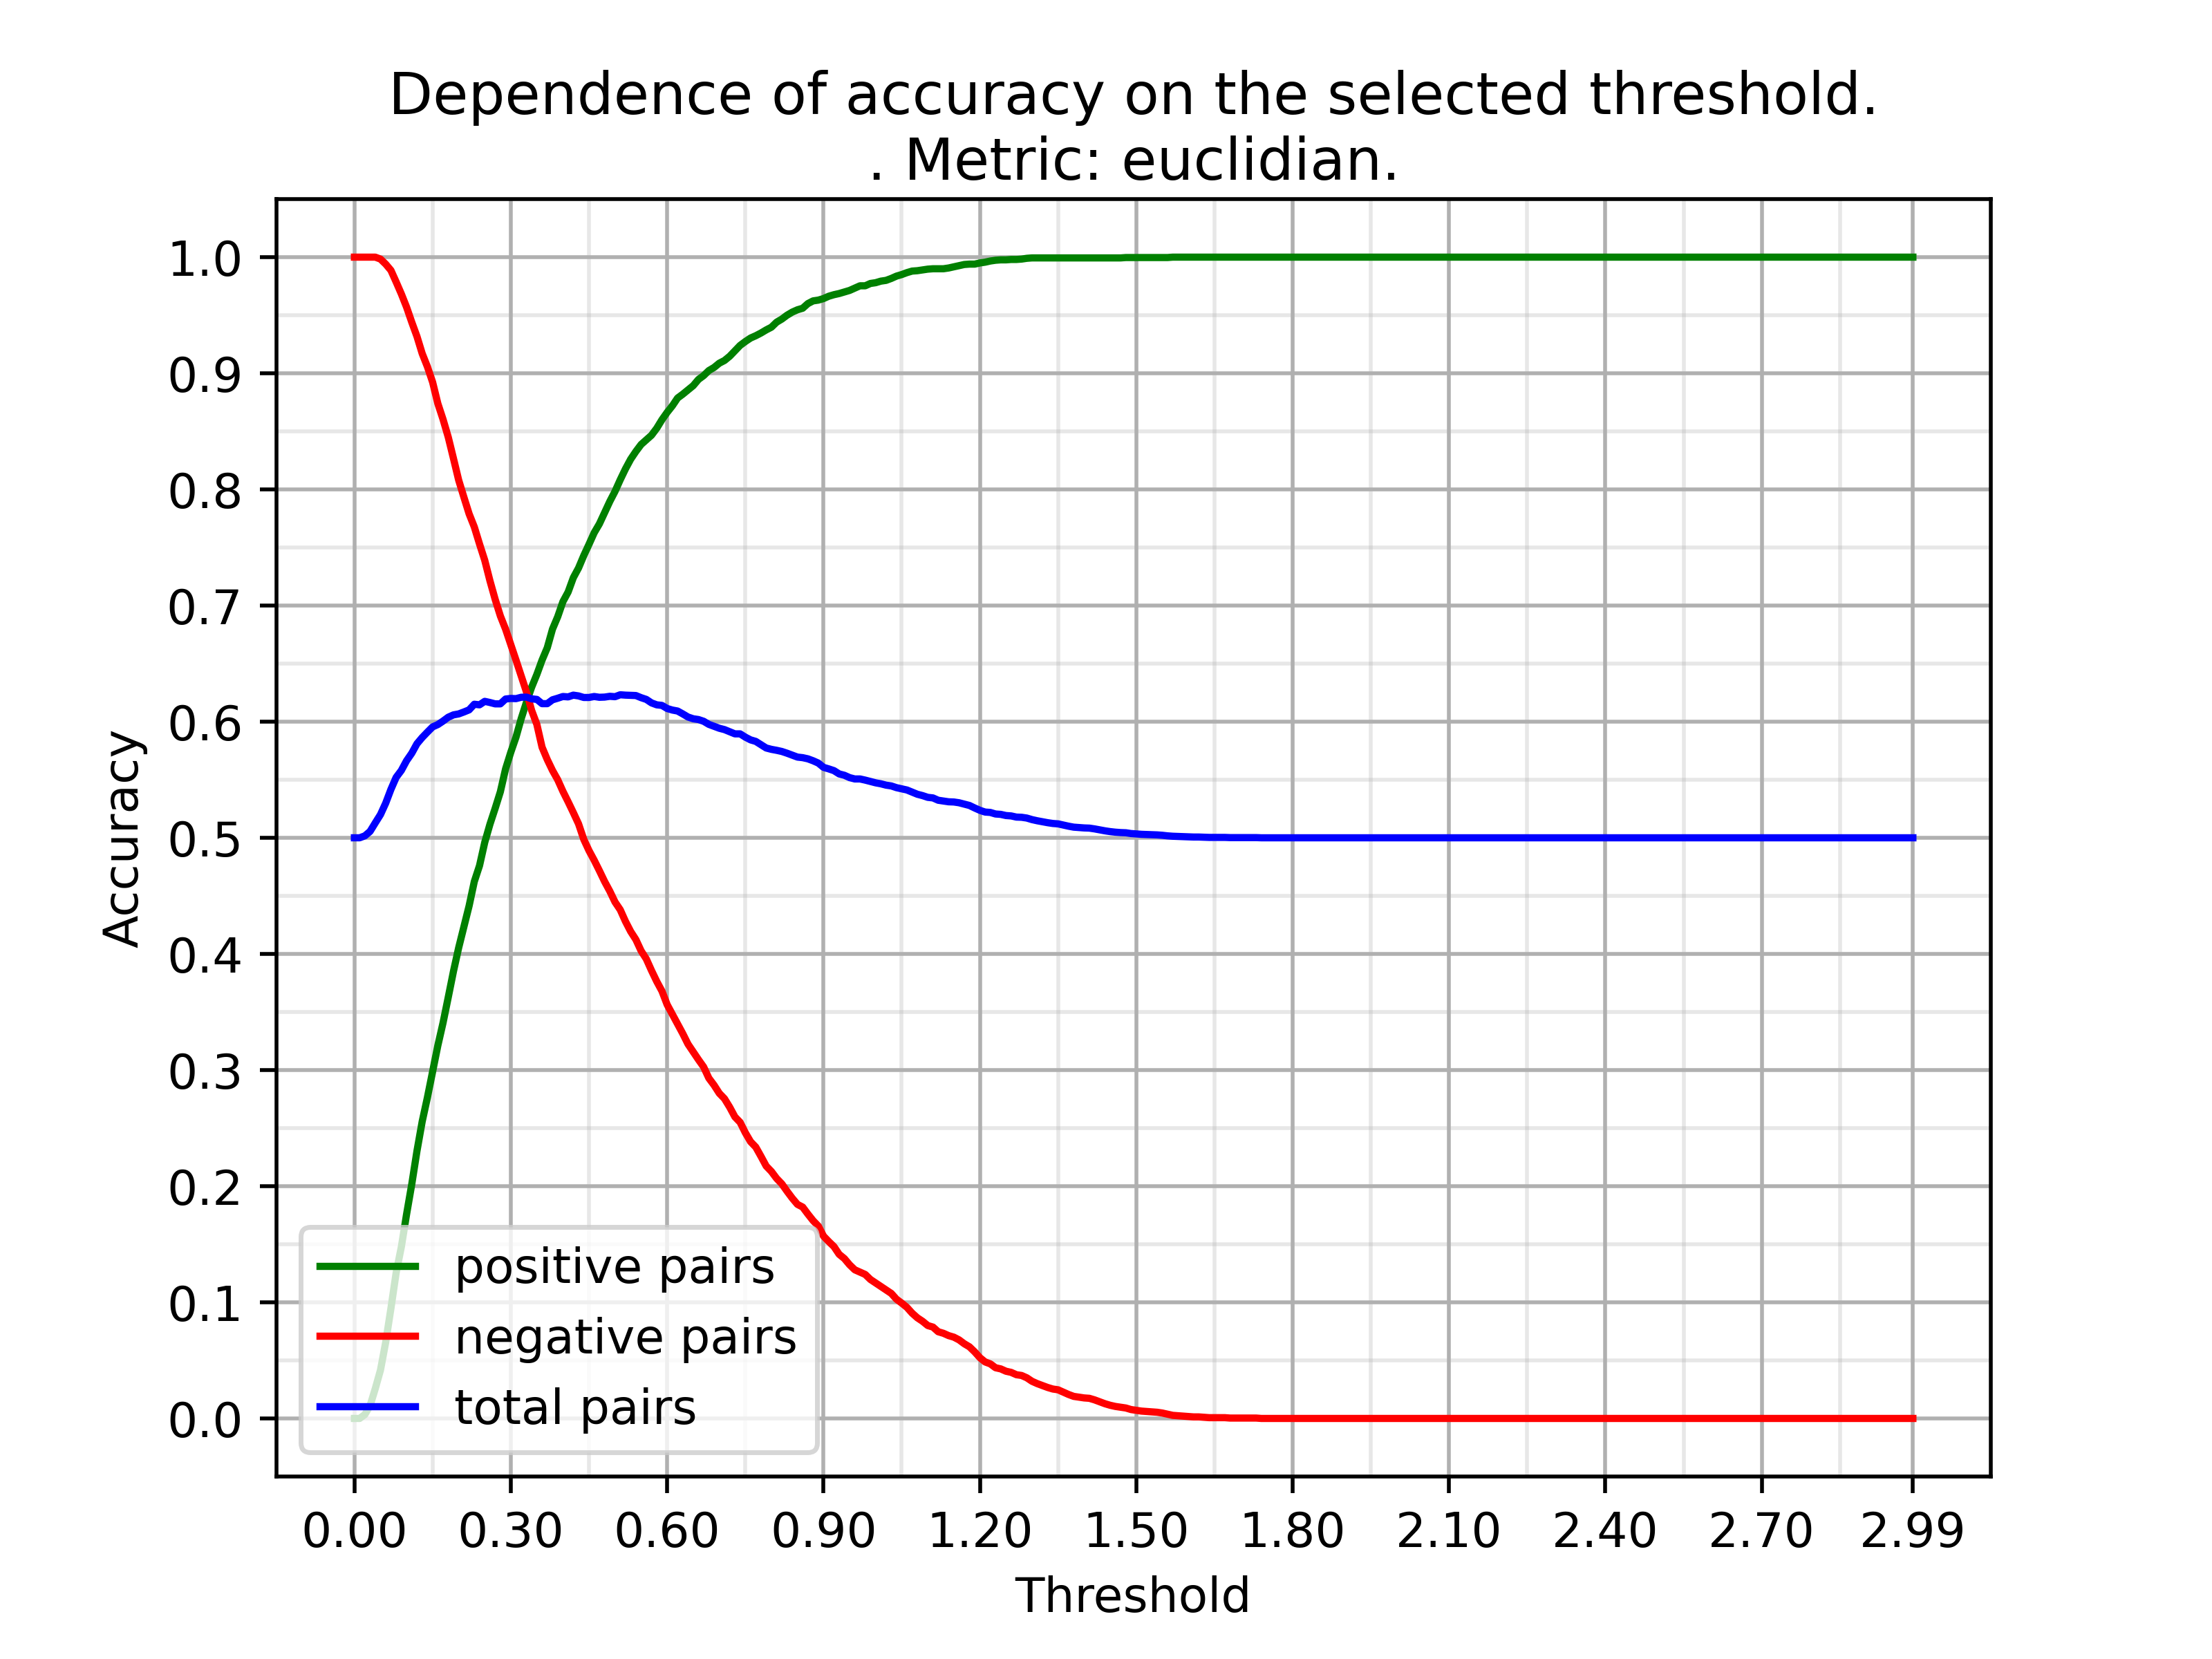 Dependence of accuracy on the selected threshold.
. Metric: euclidian.
1.0
0.9
0.8
0.7
0.6
0.5
0.4
0.3
0.2
0.1
0.0
Accuracy
positive pairs
negative pairs
total pairs
0.00 0.30 0.60 0.90 1.20 1.50 1.80 2.10 2.40 2.70 2.99
Threshold